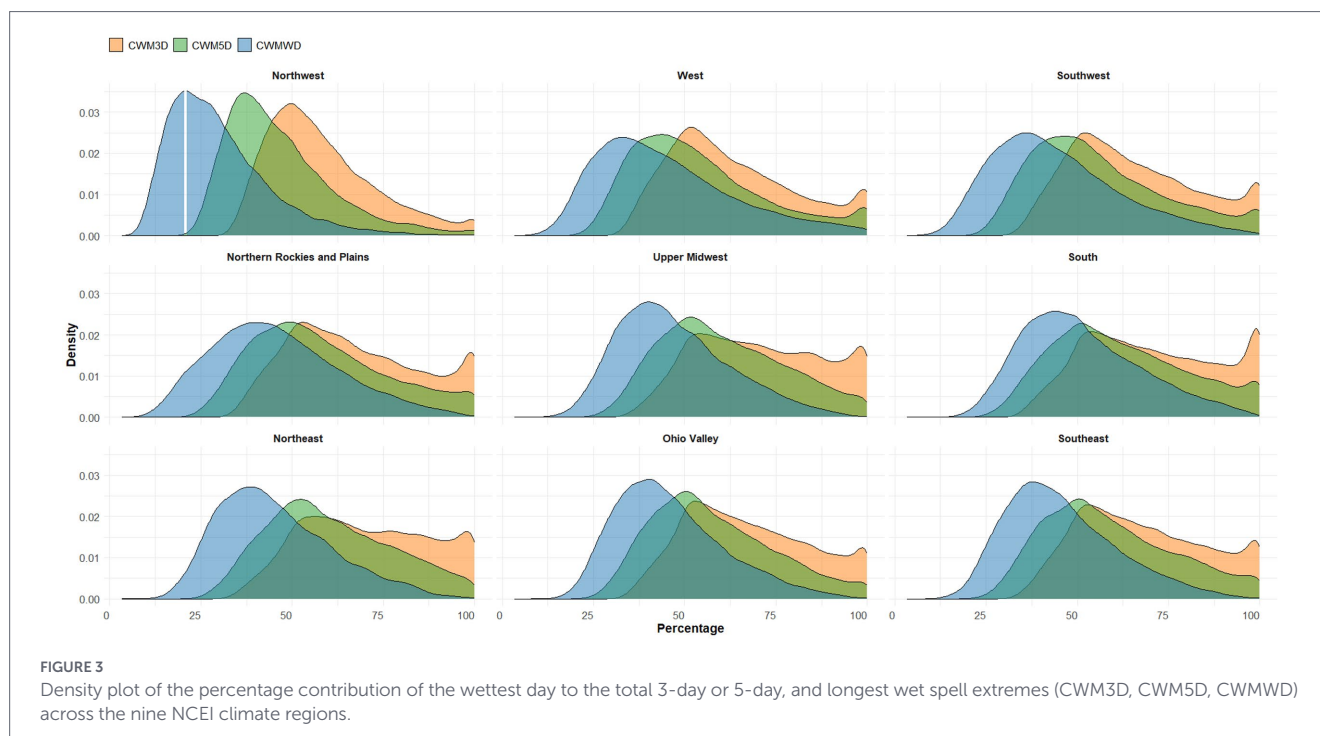 CWM3D CWM5D CWMWD
Northwest West Southwest
0.03
0.02
0.01
0.00
Northern Rockies and Plains Upper Midwest South
0.03
0.02
0.01
0.00
Density
Northeast Ohio Valley Southeast
0.03
0.02
0.01
0.00
0 25 50 75 100 0 25 50 75 100 0 25 50 75 100
Percentage
FIGURE 3
Density plot of the percentage contribution of the wettest day to the total 3-day or 5-day, and longest wet spell extremes (CWM3D, CWM5D, CWMWD)
across the nine NCEI climate regions.